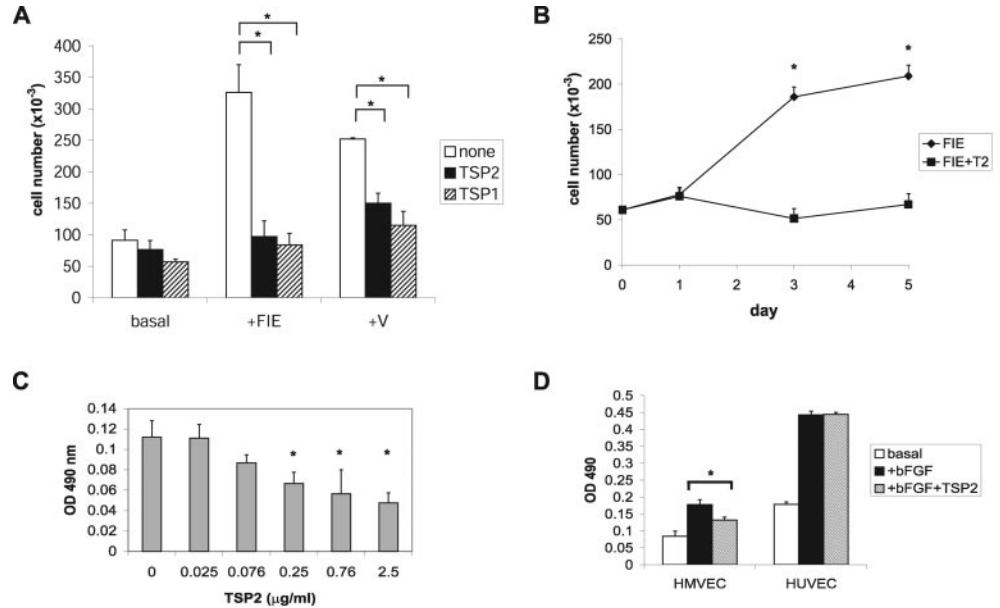 A
cell number (x10-3)
400
350
300
250
200
150
100
50
0
*
*
*
*
basal
+FIE
+V
none
TSP2
TSP1
B
cell number (x10-3)
250
200
150
100
50
0
*
*
0
1
2
3
4
5
day
FIE
FIE+T2
C
OD 490 nm
0.14
0.12
0.1
0.08
0.06
0.04
0.02
0
*
*
*
0
0.025
0.076
0.25
0.76
2.5
TSP2 (μg/ml)
D
OD 490
0.5
0.45
0.4
0.35
0.3
0.25
0.2
0.15
0.1
0.05
0
*
HMVEC
HUVEC
basal
+bFGF
+bFGF+TSP2